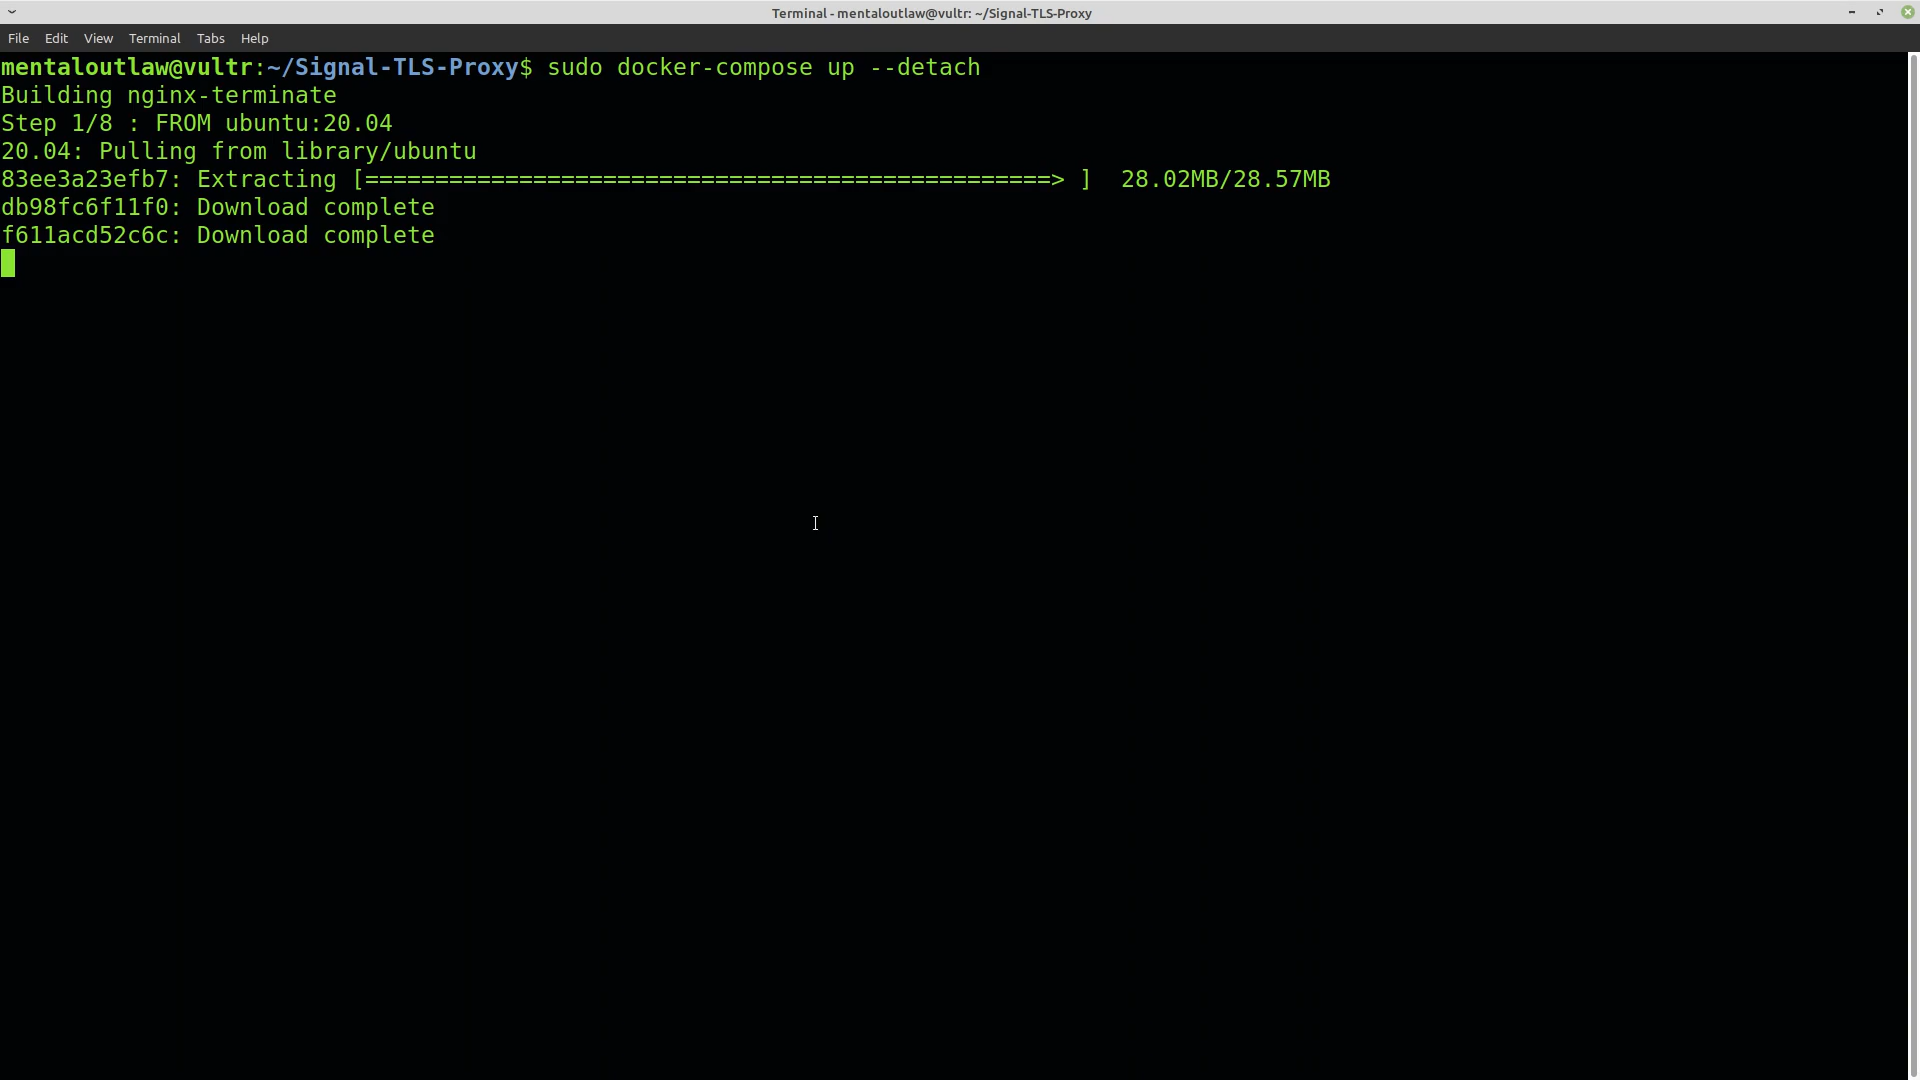 Terminal - mentaloutlaw@vultr: ~/Signal-TLS-Proxy
File Edit View Terminal Tabs Help
mentaloutlaw@vultr:~/Signal-TLS-Proxy$ sudo docker-compose up --detach
Building nginx-terminate
Step 1/8 : FROM ubuntu:20.04
20.04: Pulling from library/ubuntu
83ee3a23efb7: Extracting [=================================================> ]  28.02MB/28.57MB
db98fc6f11f0: Download complete
f611acd52c6c: Download complete